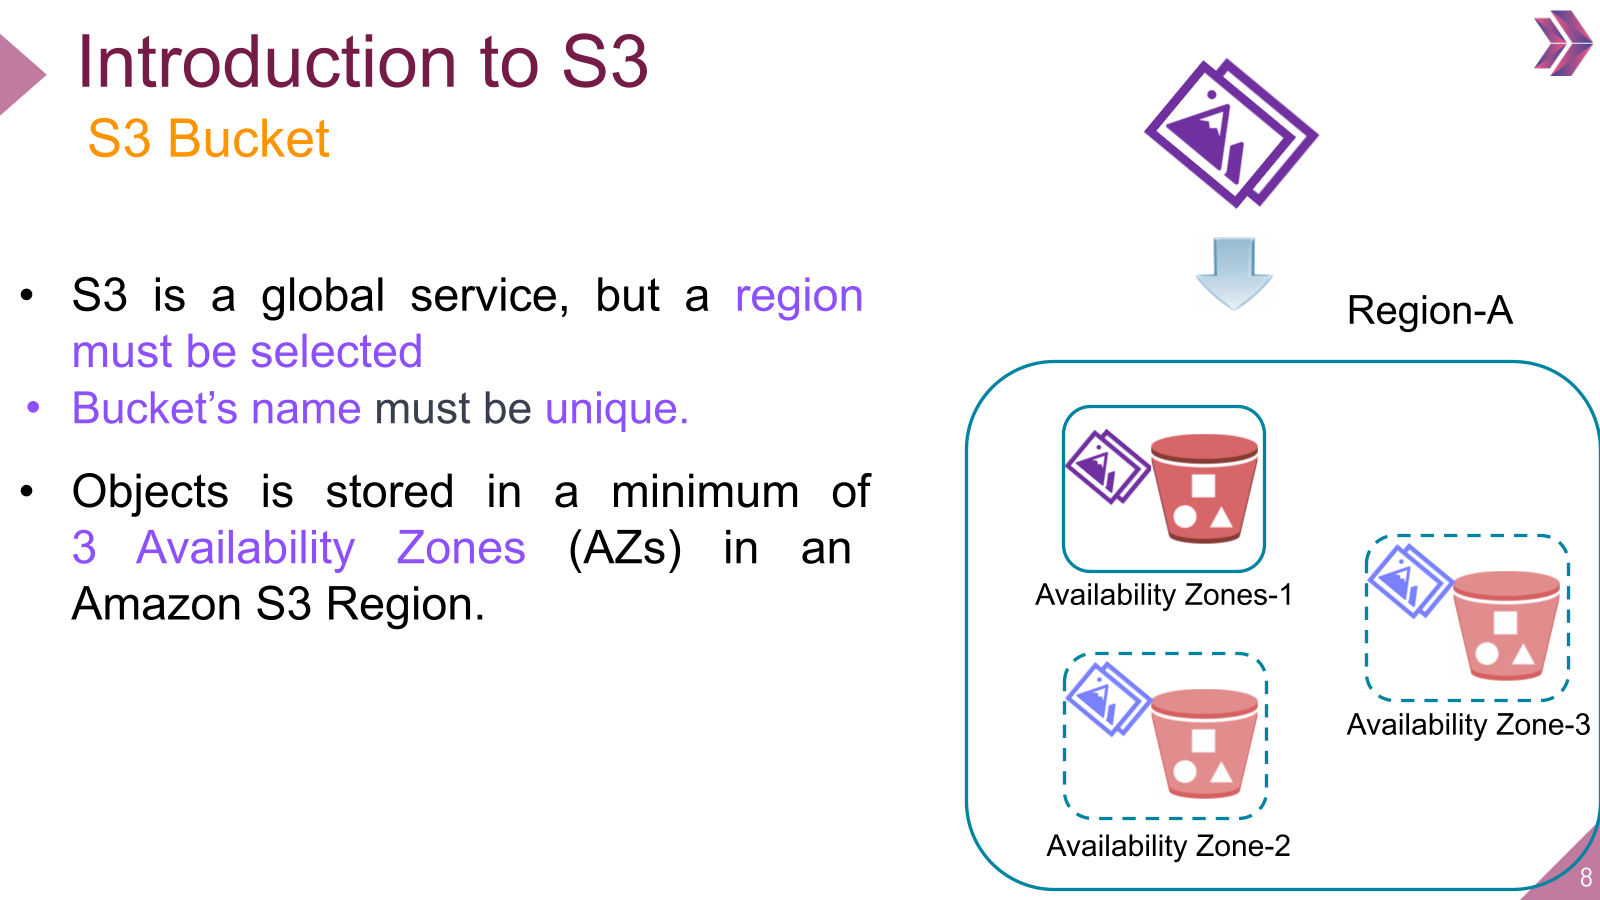 Introduction to S3
S3 Bucket
• S3 is a global service, but a region
must be selected
• Bucket’s name must be unique.
• Objects is stored in a minimum of
3 Availability Zones (AZs) in an
Amazon S3 Region.
Region-A
Availability Zones-1
Availability Zone-3
Availability Zone-2
8